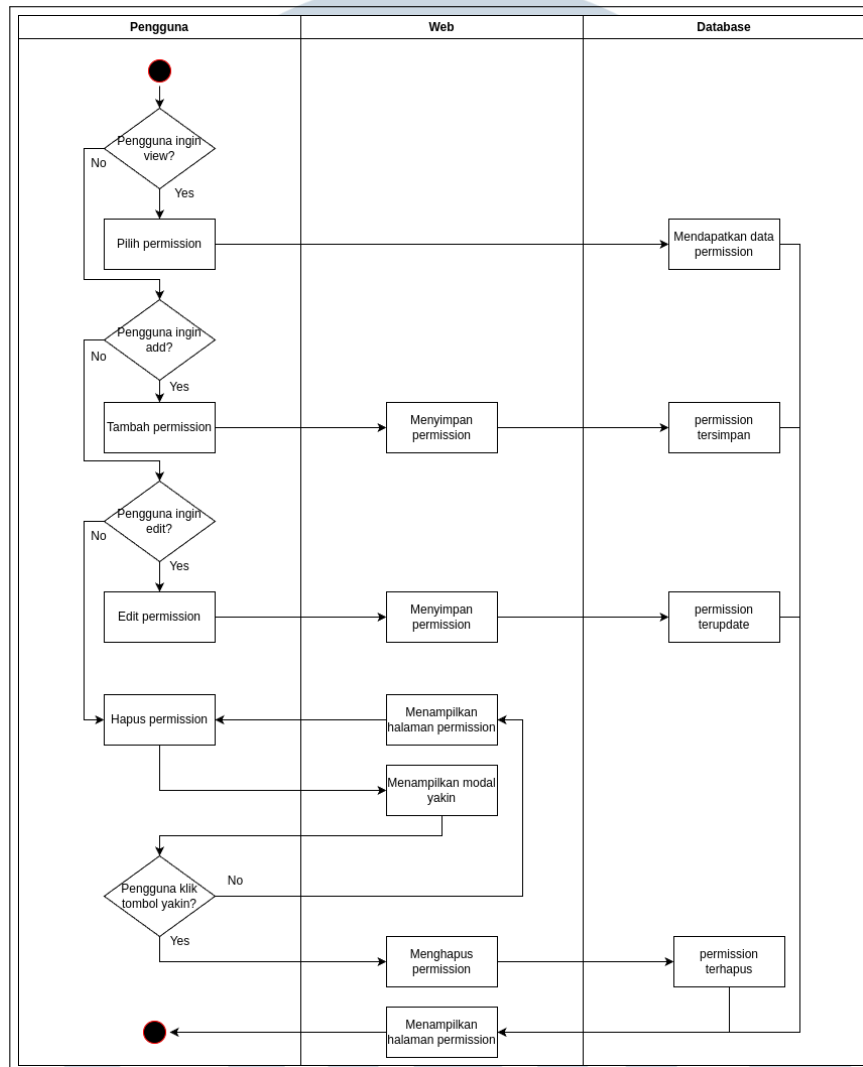 Pengguna
Web
Database
Pengguna ingin
view?
No
Yes
Pilih permission
Mendapatkan data
permission
Pengguna ingin
add?
No
Yes
Tambah permission
Menyimpan
permission
permission
tersimpan
Pengguna ingin
edit?
No
Yes
Edit permission
Menyimpan
permission
permission
terupdate
Hapus permission
Menampilkan
halaman permission
Menampilkan modal
yakin
Pengguna klik
tombol yakin?
No
Yes
Menghapus
permission
permission
terhapus
Menampilkan
halaman permission